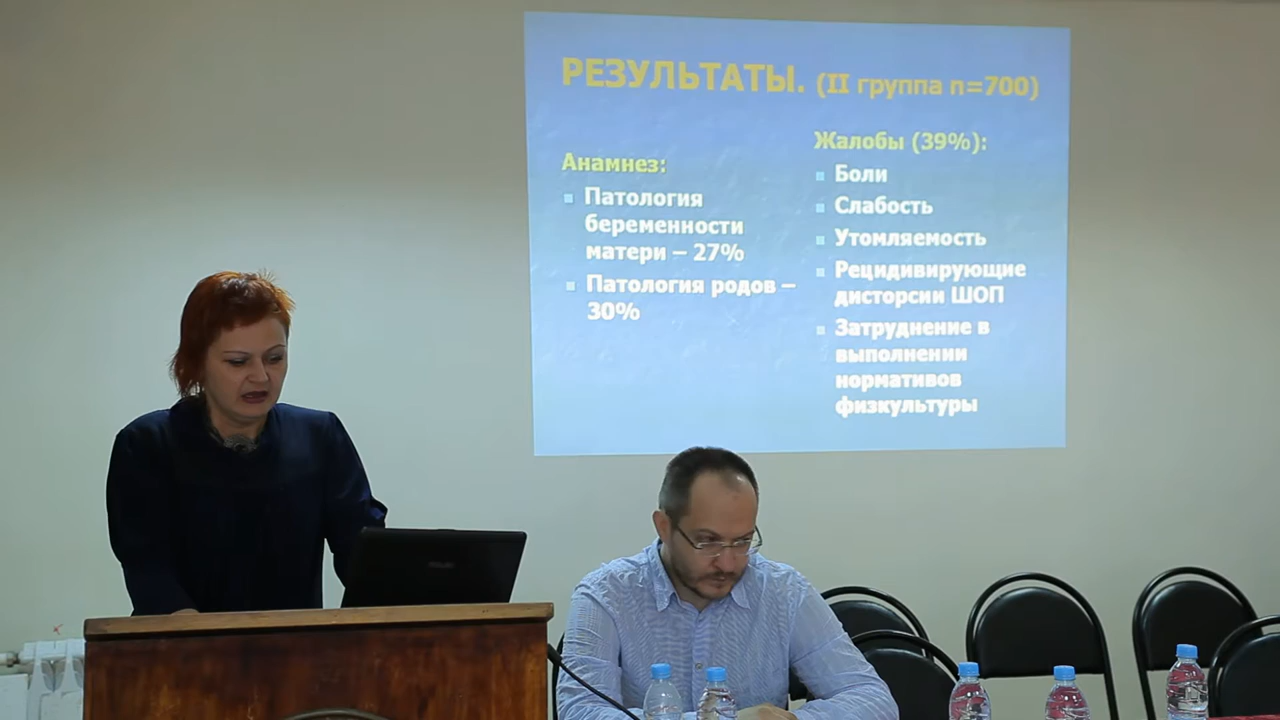 РЕЗУЛЬТАТЫ. (II группа n=700)
Анамнез:
Патология
беременности
матери – 27%
Патология родов –
30%
Жалобы (39%):
Боли
Слабость
Утомляемость
Рецидивирующие
дисторсии ШОП
Затруднение в
выполнении
нормативов
физкультуры